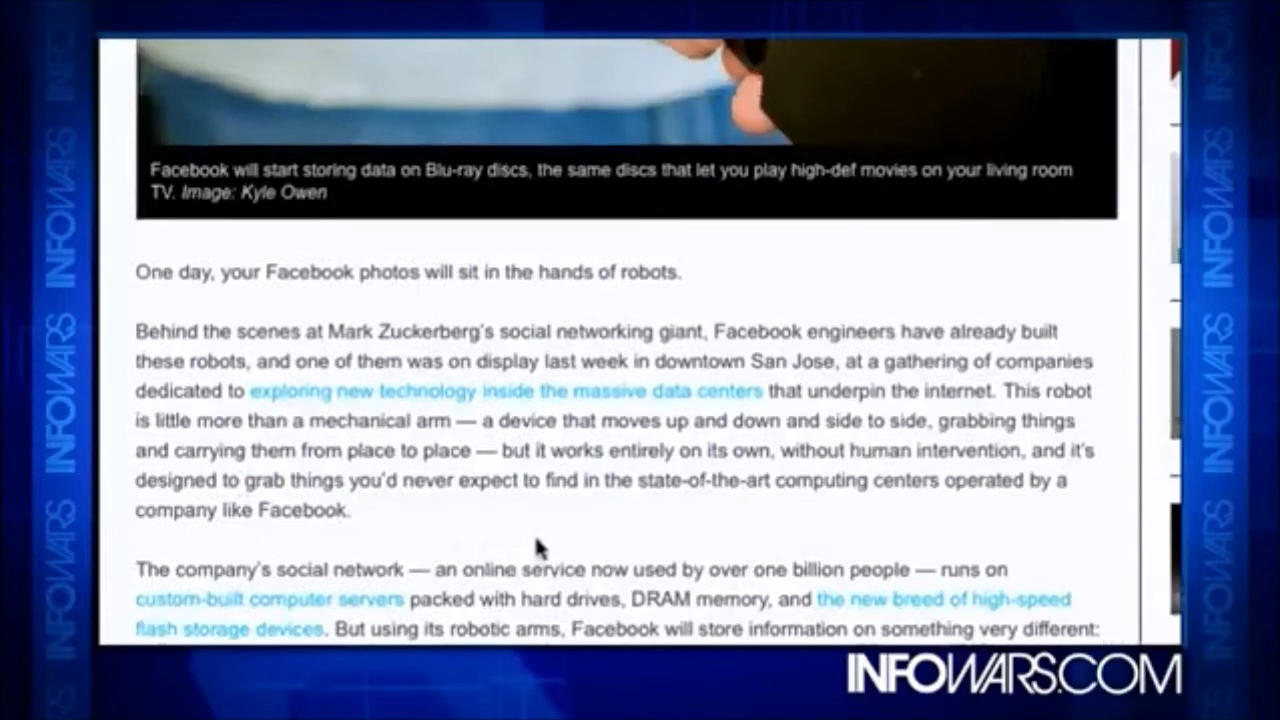 Facebook will start storing data on Blu-ray discs, the same discs that let you play high-def movies on your living room
TV. Image: Kyle Owen
One day, your Facebook photos will sit in the hands of robots.
Behind the scenes at Mark Zuckerberg's social networking giant, Facebook engineers have already built
these robots, and one of them was on display last week in downtown San Jose, at a gathering of companies
dedicated to exploring new technology inside the massive data centers that underpin the internet. This robot
is little more than a mechanical arm — a device that moves up and down and side to side, grabbing things
and carrying them from place to place — but it works entirely on its own, without human intervention, and it's
designed to grab things you'd never expect to find in the state-of-the-art computing centers operated by a
company like Facebook.
The company's social network — an online service now used by over one billion people — runs on
custom-built computer servers packed with hard drives, DRAM memory, and the new breed of high-speed
flash storage devices. But using its robotic arms, Facebook will store information on something very different:
INFOWARS.COM
INFOWARS
INFOWARS
INFOWARS
INFOWARS
INFOWARS
INFOWARS